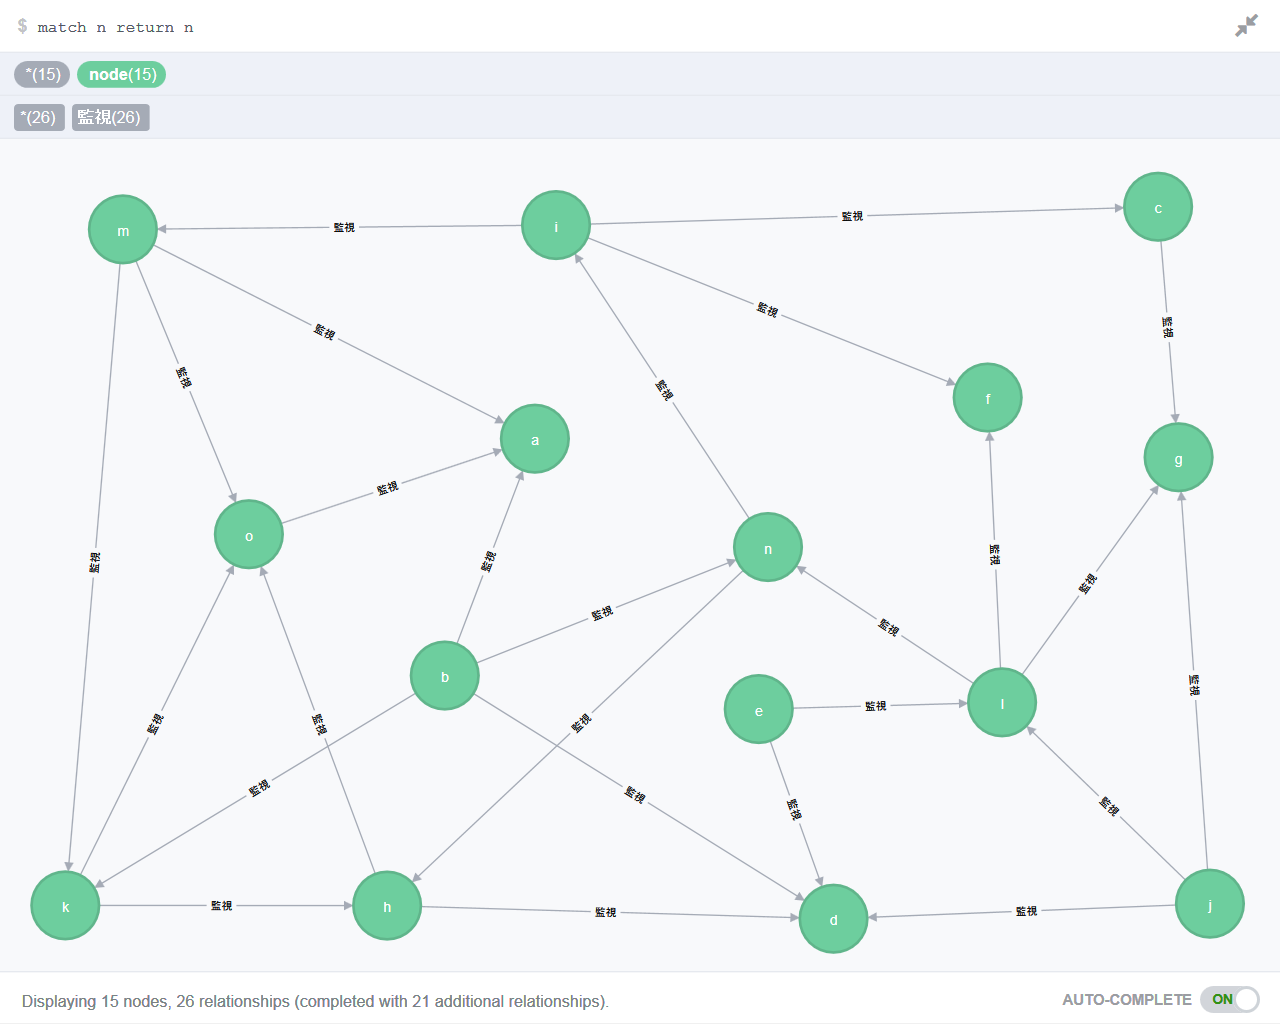 $ match n return n
*(15) node(15)
*(26) 監視(26)
m
i
c
監視
監視
監視
監視
監視
監視
監視
f
a
g
監視
o
n
監視
監視
監視
監視
監視
監視
b
e
l
監視
監視
監視
監視
監視
監視
監視
監視
監視
k
監視
h
監視
d
監視
j
Displaying 15 nodes, 26 relationships (completed with 21 additional relationships).
AUTO-COMPLETE ON